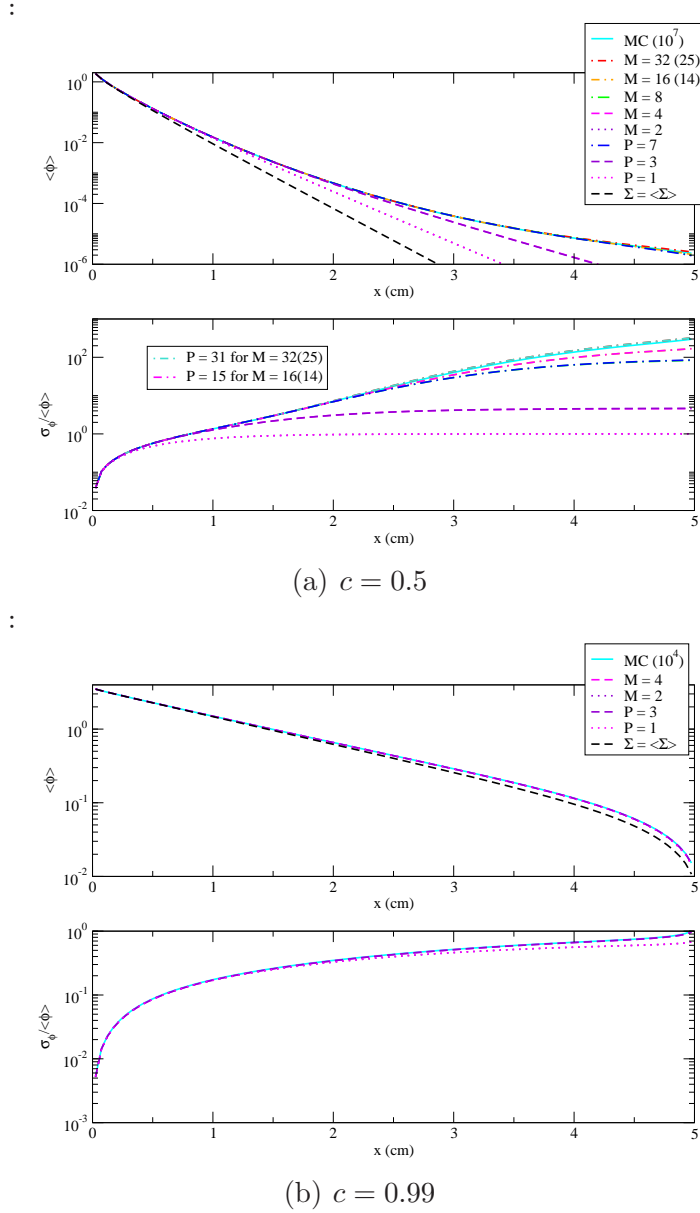 :
MC (10^7)
M = 32 (25)
M = 16 (14)
M = 8
M = 4
M = 2
P = 7
P = 3
P = 1
Σ = <Σ>
10^0
10^-2
10^-4
10^-6
<ϕ>
0 1 2 3 4 5
x (cm)
10^2
10^0
10^-2
σ_ϕ/<ϕ>
P = 31 for M = 32(25)
P = 15 for M = 16(14)
0 1 2 3 4 5
x (cm)
(a) c = 0.5
:
MC (10^4)
M = 4
M = 2
P = 3
P = 1
Σ = <Σ>
10^0
10^-1
10^-2
<ϕ>
0 1 2 3 4 5
x (cm)
10^0
10^-1
10^-2
10^-3
σ_ϕ/<ϕ>
0 1 2 3 4 5
x (cm)
(b) c = 0.99